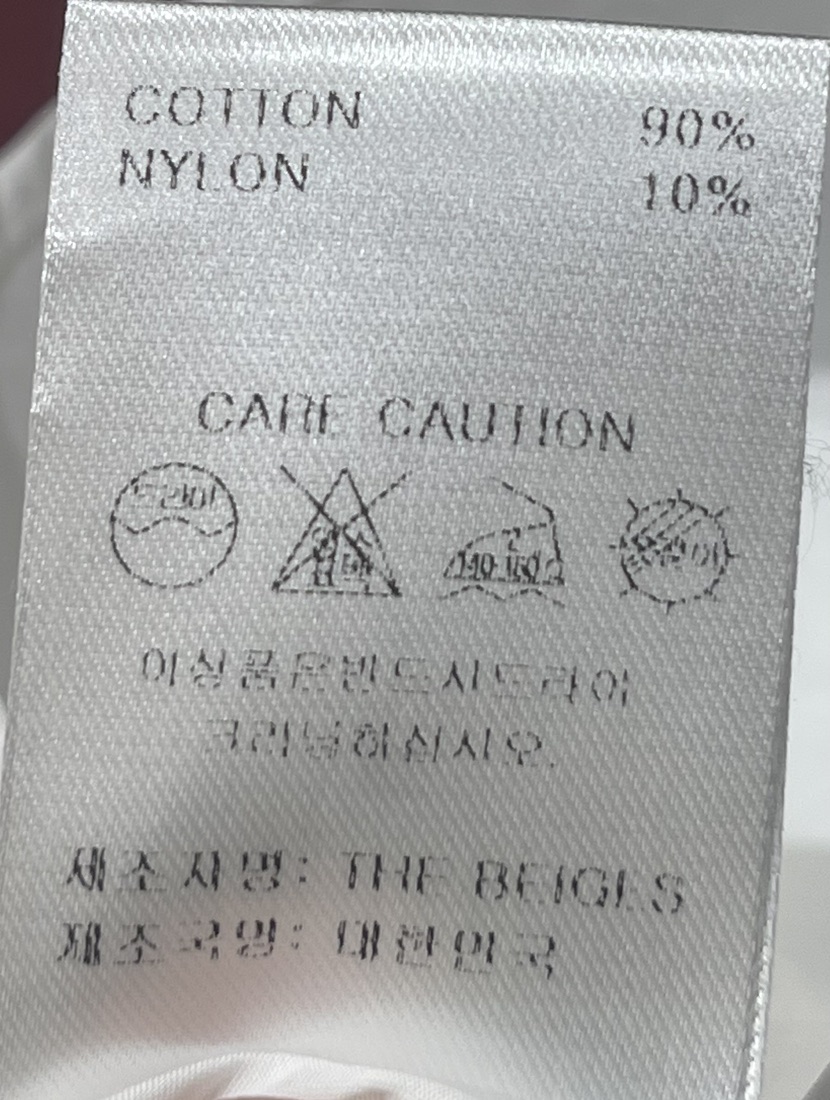 COTTON 90%
NYLON 10%
CARE CAUTION
드라이
2
140-160℃
이상품은반드시드라이
크리닝하십시오.
제조자명: THE BEIGES
제조국명: 대한민국